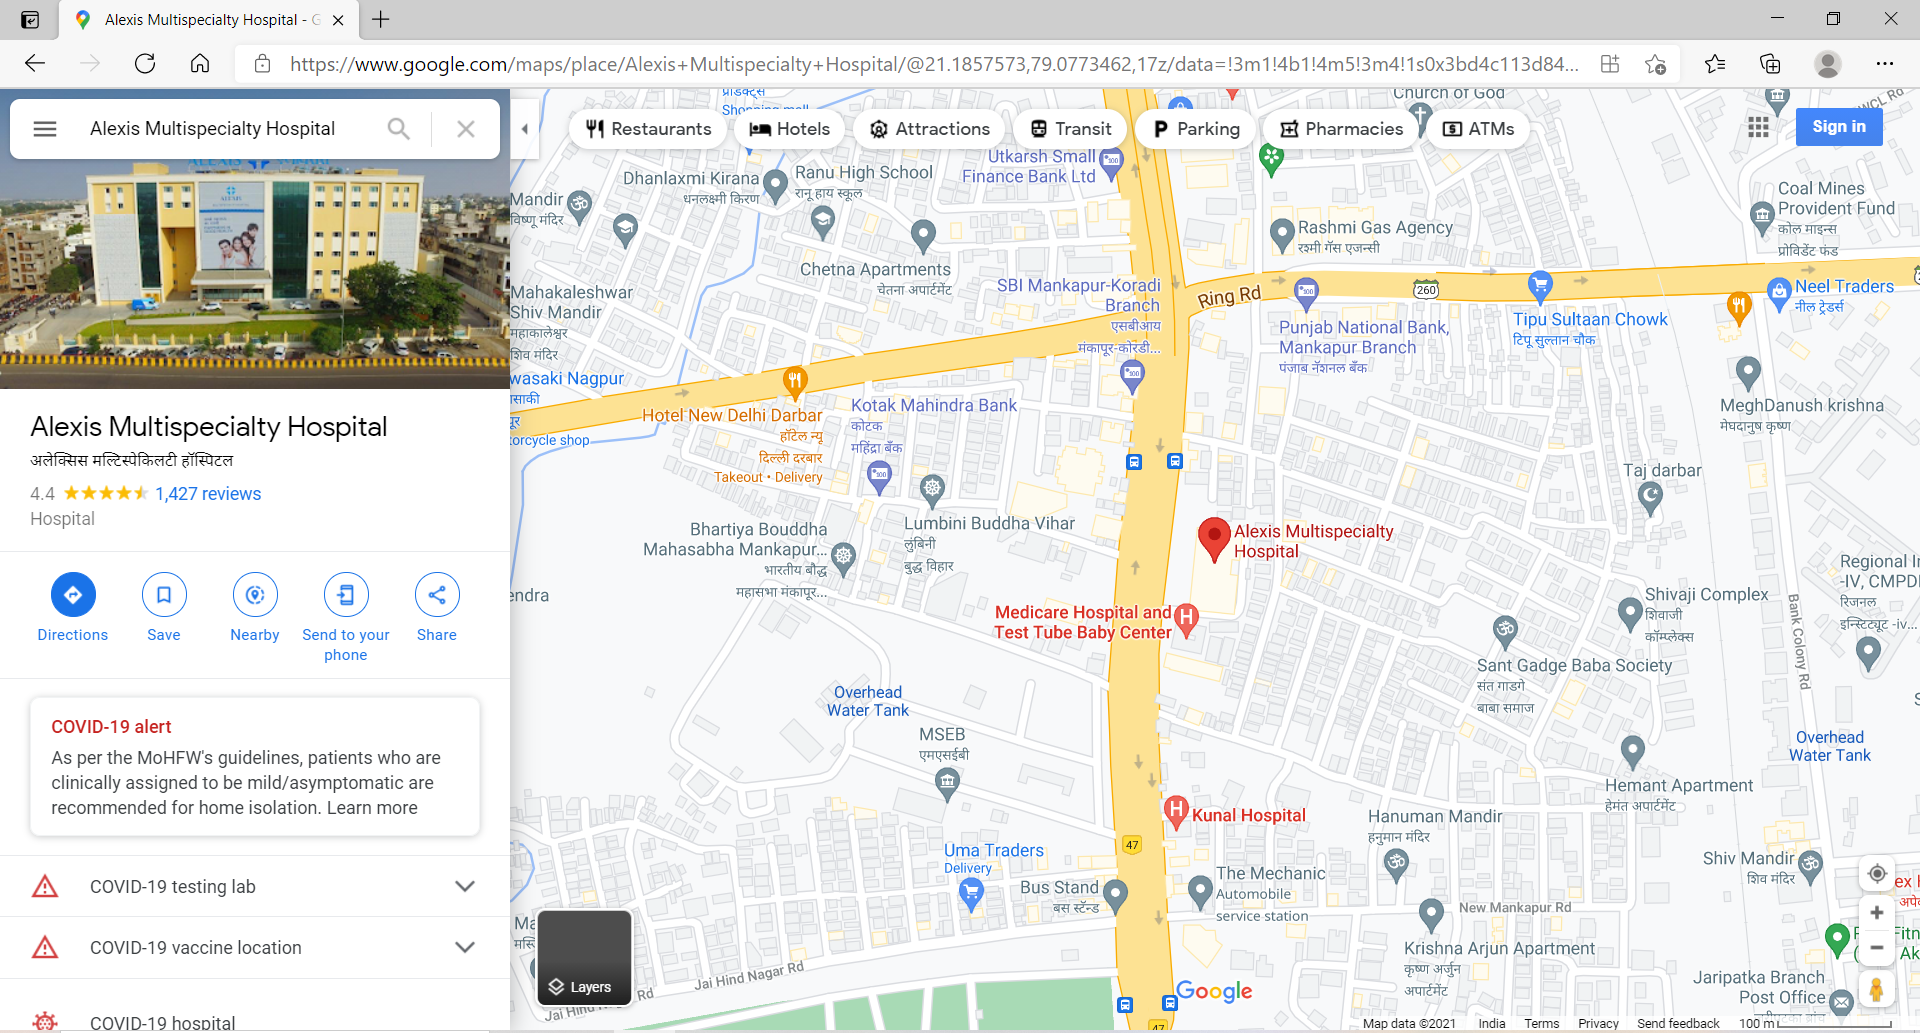 Alexis Multispecialty Hospital - G
https://www.google.com/maps/place/Alexis+Multispecialty+Hospital/@21.1857573,79.0773462,17z/data=!3m1!4b1!4m5!3m4!1s0x3bd4c113d84...
Alexis Multispecialty Hospital
Restaurants
Hotels
Attractions
Transit
Parking
Pharmacies
ATMs
Sign in
ALEXIS
Alexis Multispecialty Hospital
अलेक्सिस मल्टिस्पेकिलटी हॉस्पिटल
4.4
1,427 reviews
Hospital
Directions
Save
Nearby
Send to your
phone
Share
COVID-19 alert
As per the MoHFW's guidelines, patients who are
clinically assigned to be mild/asymptomatic are
recommended for home isolation. Learn more
COVID-19 testing lab
COVID-19 vaccine location
COVID-19 hospital
प्रोडक्ट्स
Shopping mall
Church of God
WCL Rd
Utkarsh Small
Finance Bank Ltd
Dhanlaxmi Kirana
धनलक्ष्मी किरण
Ranu High School
रानू हाय स्कूल
Mandir
विष्णू मंदिर
Coal Mines
Provident Fund
कोल माइन्स
प्रोविडेंट फंड
Rashmi Gas Agency
रश्मी गॅस एजन्सी
Chetna Apartments
चेतना अपार्टमेंट
SBI Mankapur-Koradi
Branch
एसबीआय
मंकापूर-कोरडी...
Ring Rd
260
Mahakaleshwar
Shiv Mandir
महाकालेश्वर
शिव मंदिर
Neel Traders
नील ट्रेडर्स
Tipu Sultaan Chowk
टिपू सुल्तान चौक
Punjab National Bank,
Mankapur Branch
पंजाब नॅशनल बँक
wasaki Nagpur
torcycle shop
Hotel New Delhi Darbar
हॉटेल न्यू
दिल्ली दरबार
Takeout • Delivery
Kotak Mahindra Bank
कोटक
महिंद्रा बँक
MeghDanush krishna
मेघदानुष कृष्ण
Taj darbar
Lumbini Buddha Vihar
लुंबिनी
बुद्ध विहार
Bhartiya Bouddha
Mahasabha Mankapur...
भारतीय बौद्ध
महासभा मंकापूर...
Alexis Multispecialty
Hospital
endra
Medicare Hospital and
Test Tube Baby Center
Regional I
-IV, CMPDI
रिजनल
इन्स्टिट्यूट -iv...
Shivaji Complex
शिवाजी
कॉम्प्लेक्स
Bank Colony Rd
Sant Gadge Baba Society
संत गाडगे
बाबा समाज
Overhead
Water Tank
MSEB
एमएसईबी
Overhead
Water Tank
Hemant Apartment
हेमंत अपार्टमेंट
Kunal Hospital
Hanuman Mandir
हनुमान मंदिर
47
Uma Traders
Delivery
Bus Stand
बस स्टॅन्ड
The Mechanic
Automobile
service station
Shiv Mandir
शिव मंदिर
New Mankapur Rd
Krishna Arjun Apartment
कृष्ण अर्जुन
अपार्टमेंट
Jai Hind Nagar Rd
Jai Hind
Rd
Jaripatka Branch
Post Office
47
Layers
Google
Map data ©2021
India
Terms
Privacy
Send feedback
100 m